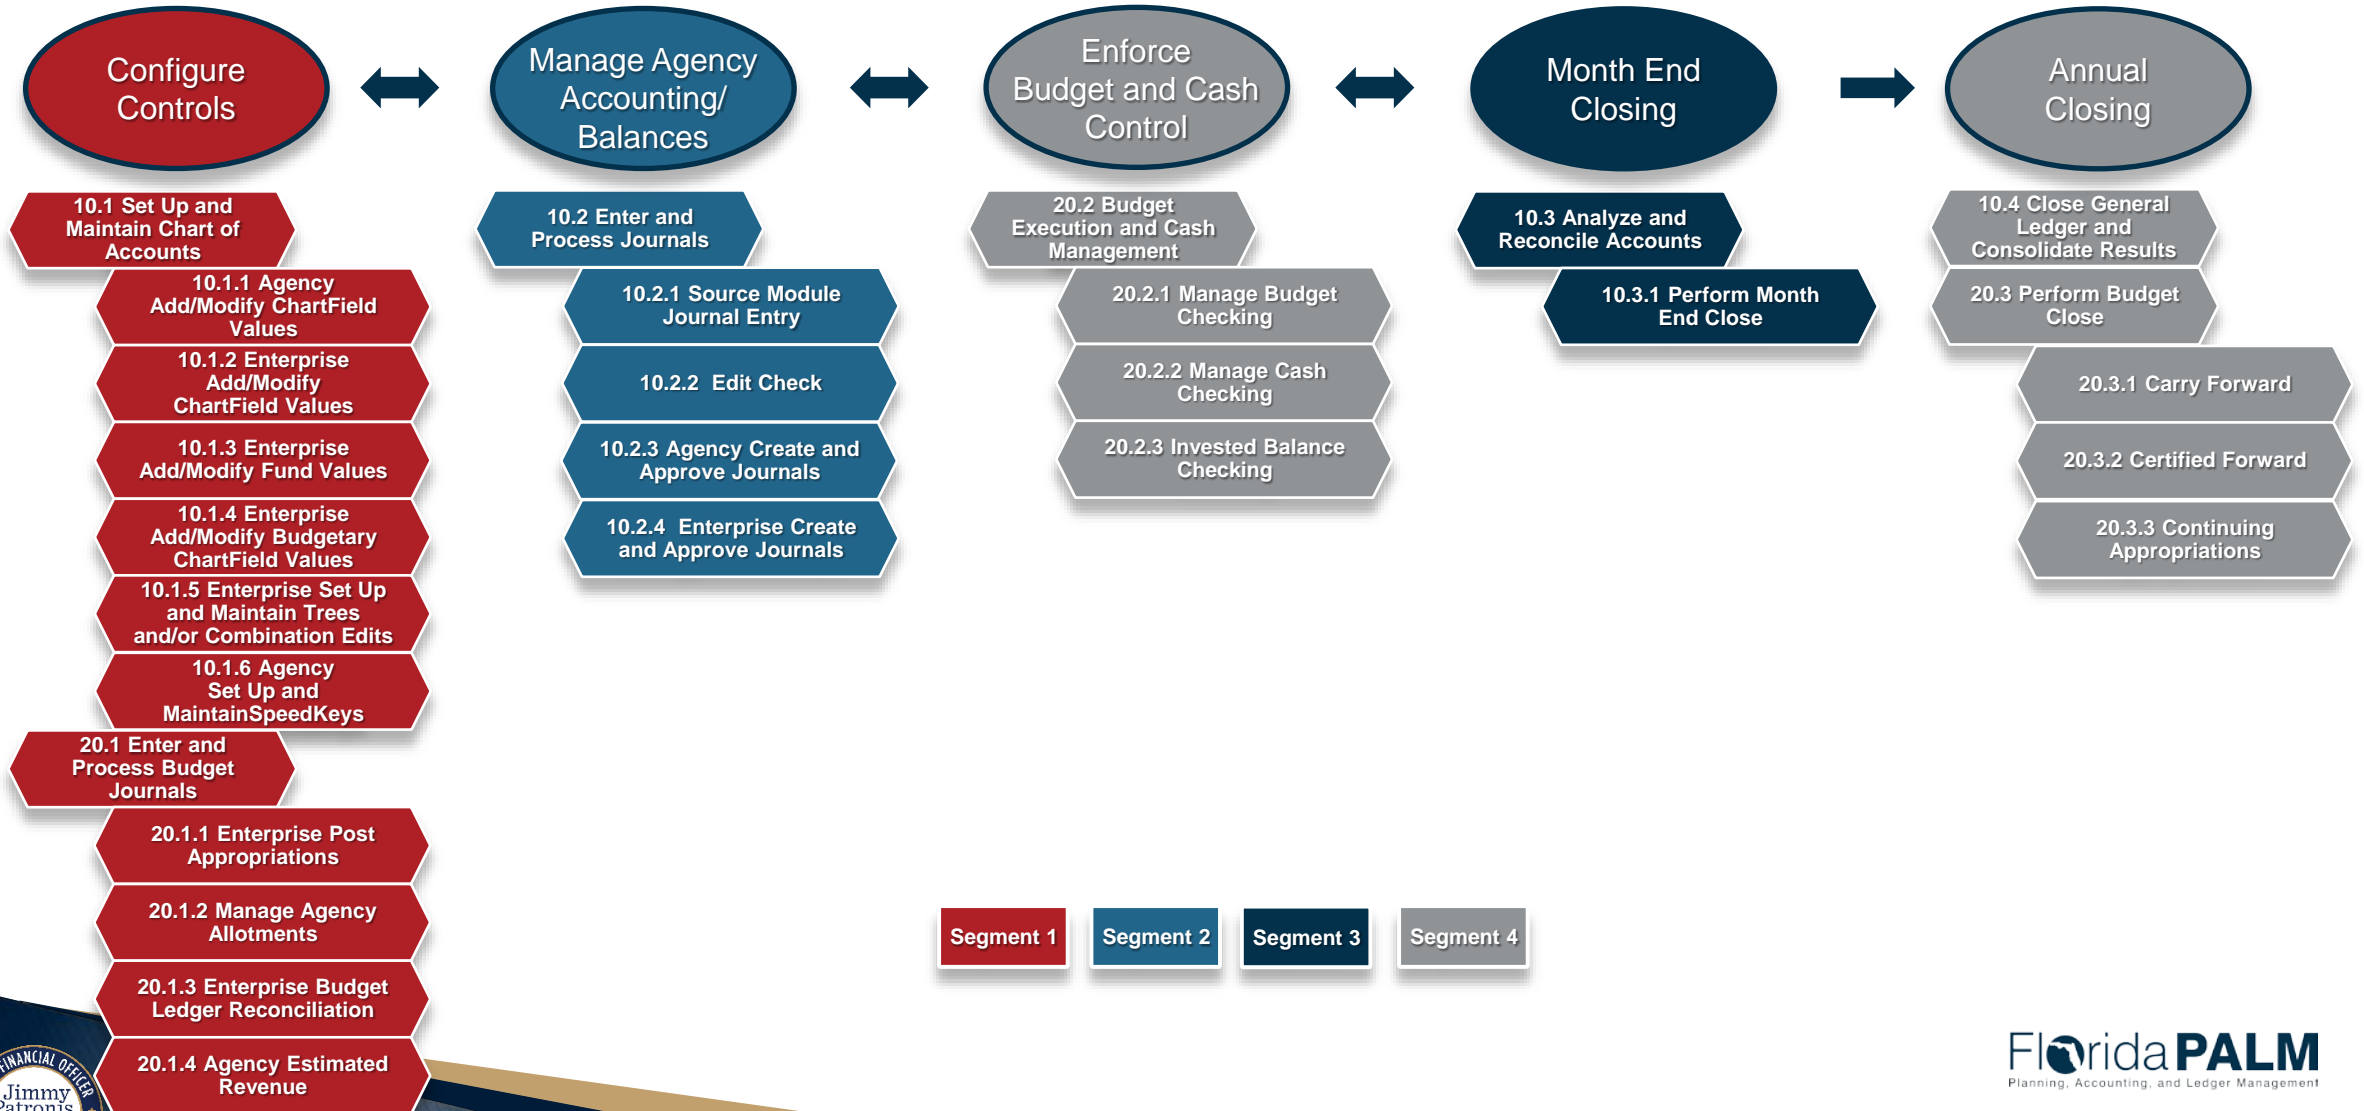 Configure
Controls
Manage Agency
Accounting/
Balances
Enforce
Budget and Cash
Control
Month End
Closing
Annual
Closing
10.1 Set Up and
Maintain Chart of
Accounts
10.1.1 Agency
Add/Modify ChartField
Values
10.1.2 Enterprise
Add/Modify
ChartField Values
10.1.3 Enterprise
Add/Modify Fund Values
10.1.4 Enterprise
Add/Modify Budgetary
ChartField Values
10.1.5 Enterprise Set Up
and Maintain Trees
and/or Combination Edits
10.1.6 Agency
Set Up and
MaintainSpeedKeys
20.1 Enter and
Process Budget
Journals
20.1.1 Enterprise Post
Appropriations
20.1.2 Manage Agency
Allotments
20.1.3 Enterprise Budget
Ledger Reconciliation
20.1.4 Agency Estimated
Revenue
10.2 Enter and
Process Journals
10.2.1 Source Module
Journal Entry
10.2.2 Edit Check
10.2.3 Agency Create and
Approve Journals
10.2.4 Enterprise Create
and Approve Journals
20.2 Budget
Execution and Cash
Management
20.2.1 Manage Budget
Checking
20.2.2 Manage Cash
Checking
20.2.3 Invested Balance
Checking
10.3 Analyze and
Reconcile Accounts
10.3.1 Perform Month
End Close
10.4 Close General
Ledger and
Consolidate Results
20.3 Perform Budget
Close
20.3.1 Carry Forward
20.3.2 Certified Forward
20.3.3 Continuing
Appropriations
Segment 1
Segment 2
Segment 3
Segment 4
FINANCIAL OFFICER
Jimmy
Patronis
Florida PALM
Planning, Accounting, and Ledger Management